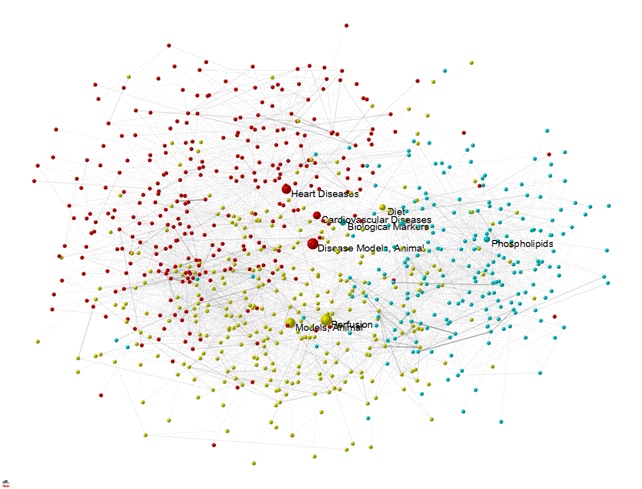 Heart Diseases
Diet
Cardiovascular Diseases
Biological Markers
Phospholipids
Disease Models, Animal
Perfusion
Models, Animal